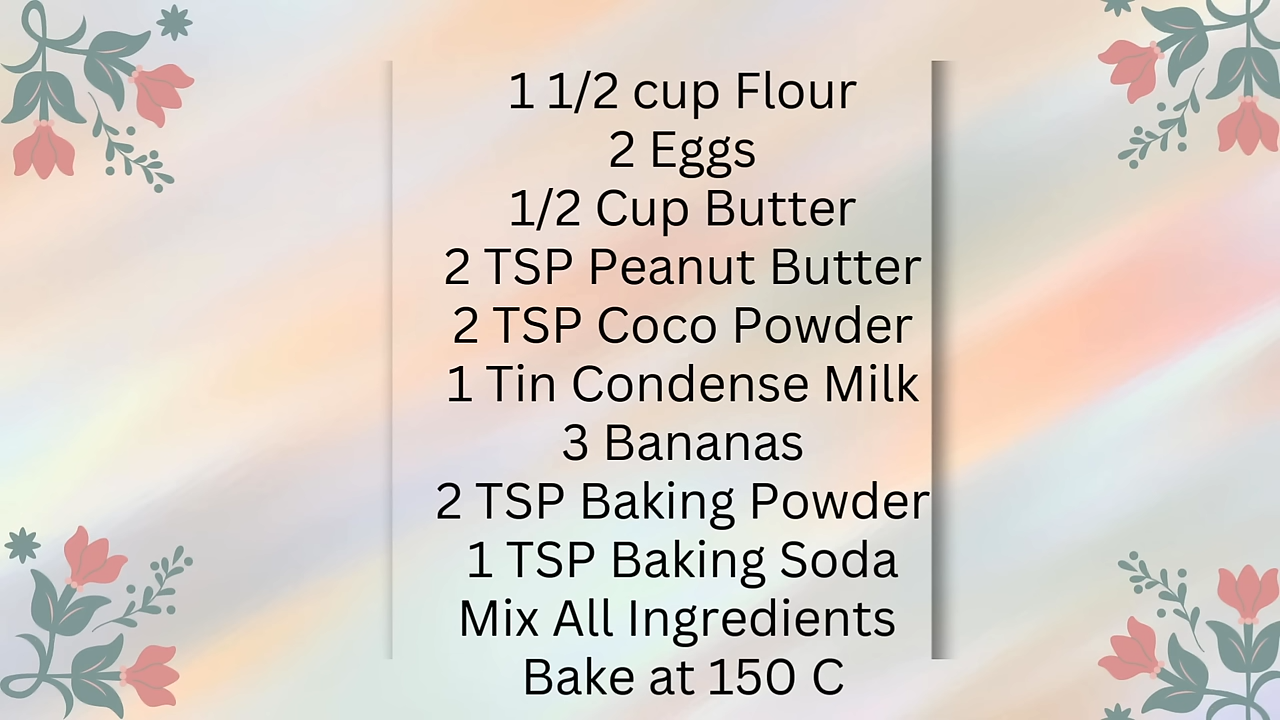 1 1/2 cup Flour
2 Eggs
1/2 Cup Butter
2 TSP Peanut Butter
2 TSP Coco Powder
1 Tin Condense Milk
3 Bananas
2 TSP Baking Powder
1 TSP Baking Soda
Mix All Ingredients
Bake at 150 C